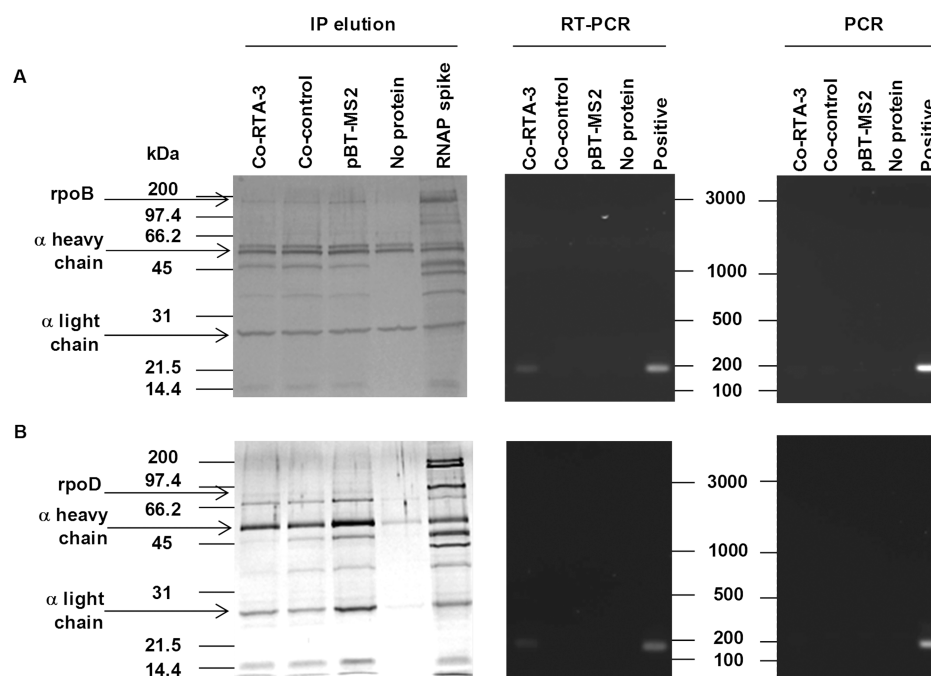 IP elution
RT-PCR
PCR
A
kDa
Co-RTA-3
Co-control
pBT-MS2
No protein
RNAP spike
Co-RTA-3
Co-control
pBT-MS2
No protein
Positive
Co-RTA-3
Co-control
pBT-MS2
No protein
Positive
rpoB
α heavy
chain
α light
chain
200
97.4
66.2
45
31
21.5
14.4
3000
1000
500
200
100
B
rpoD
α heavy
chain
α light
chain
200
97.4
66.2
45
31
21.5
14.4
3000
1000
500
200
100